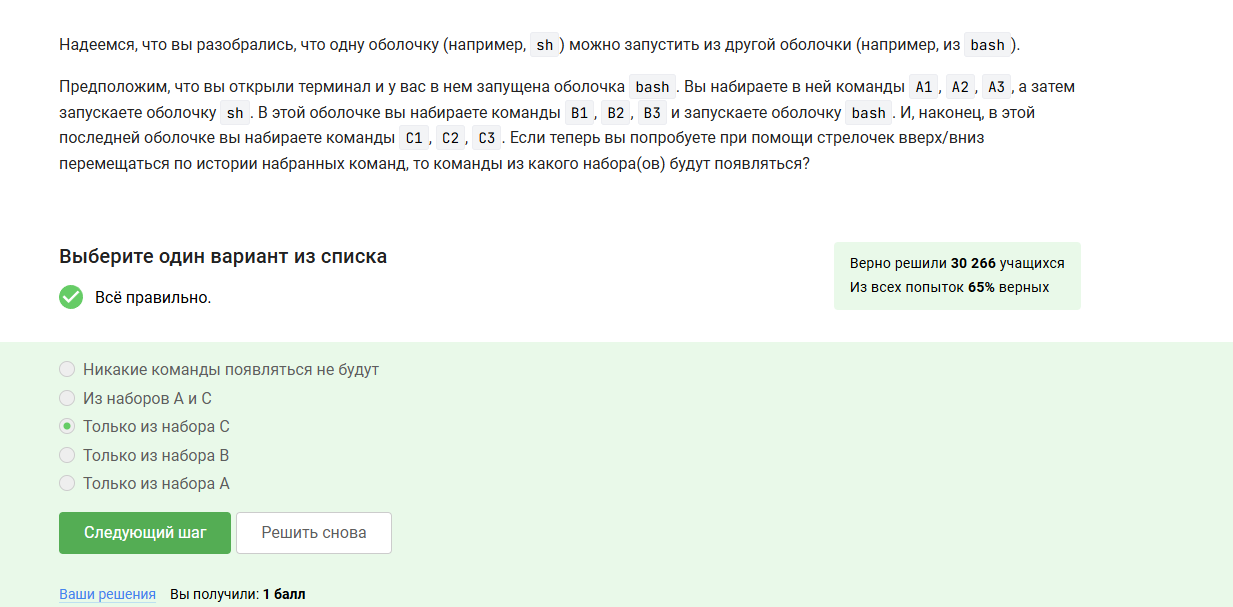 Надеемся, что вы разобрались, что одну оболочку (например, sh) можно запустить из другой оболочки (например, из bash).
Предположим, что вы открыли терминал и у вас в нем запущена оболочка bash. Вы набираете в ней команды A1, A2, A3, а затем
запускаете оболочку sh. В этой оболочке вы набираете команды B1, B2, B3 и запускаете оболочку bash. И, наконец, в этой
последней оболочке вы набираете команды C1, C2, C3. Если теперь вы попробуете при помощи стрелочек вверх/вниз
перемещаться по истории набранных команд, то команды из какого набора(ов) будут появляться?
Выберите один вариант из списка
Всё правильно.
Верно решили 30 266 учащихся
Из всех попыток 65% верных
Никакие команды появляться не будут
Из наборов A и C
Только из набора C
Только из набора B
Только из набора A
Следующий шаг
Решить снова
Ваши решения Вы получили: 1 балл